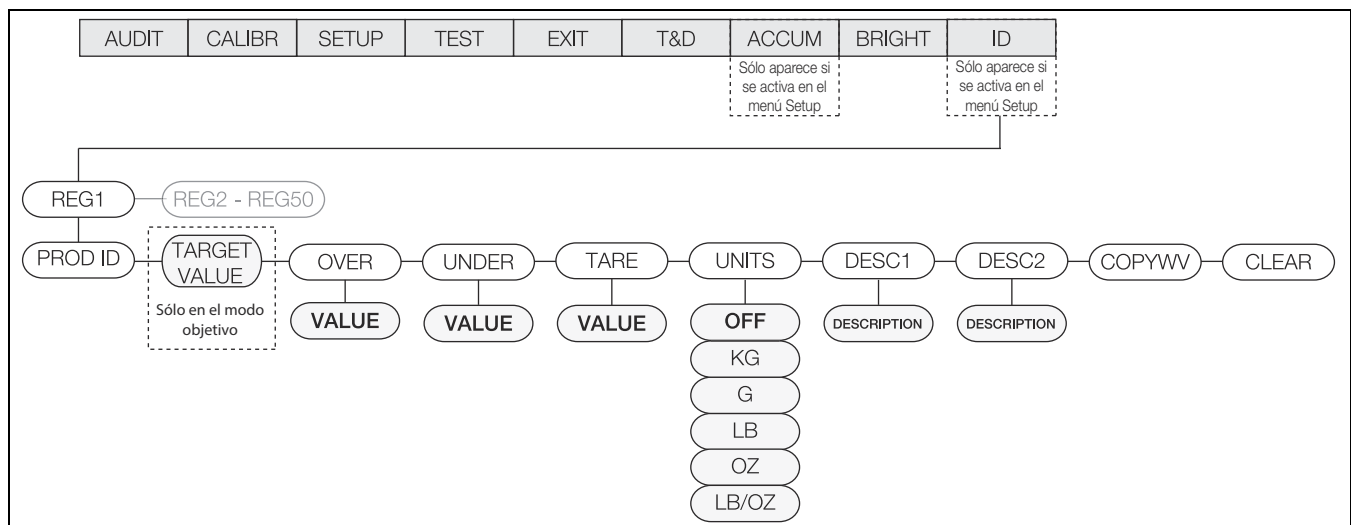 AUDIT CALIBR SETUP TEST EXIT T&D ACCUM BRIGHT ID
Sólo aparece si
se activa en el
menú Setup
Sólo aparece si
se activa en el
menú Setup
REG1 REG2 - REG50
PROD ID
TARGET
VALUE
Sólo en el modo
objetivo
OVER UNDER TARE UNITS DESC1 DESC2 COPYWV CLEAR
VALUE VALUE VALUE OFF DESCRIPTION DESCRIPTION
KG
G
LB
OZ
LB/OZ